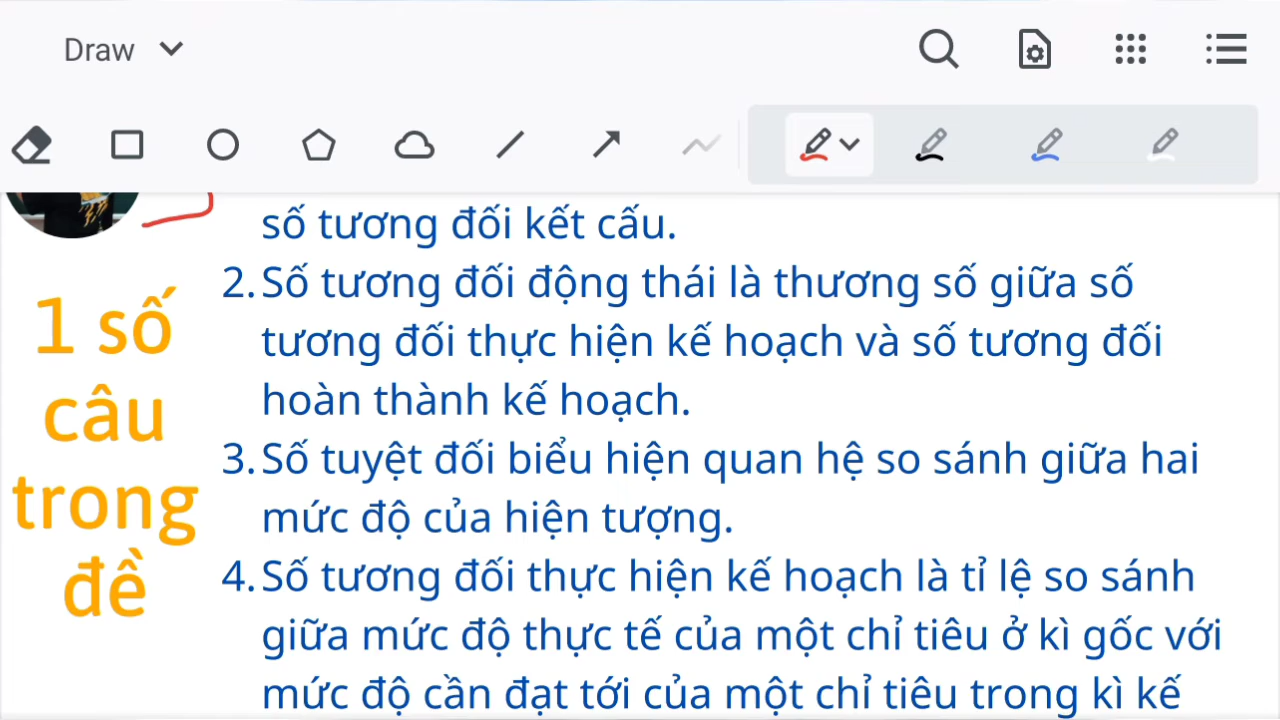 Draw
số tương đối kết cấu.
2. Số tương đối động thái là thương số giữa số
tương đối thực hiện kế hoạch và số tương đối
hoàn thành kế hoạch.
3. Số tuyệt đối biểu hiện quan hệ so sánh giữa hai
mức độ của hiện tượng.
4. Số tương đối thực hiện kế hoạch là tỉ lệ so sánh
giữa mức độ thực tế của một chỉ tiêu ở kì gốc với
mức độ cần đạt tới của một chỉ tiêu trong kì kế
1 số
câu
trong
đề